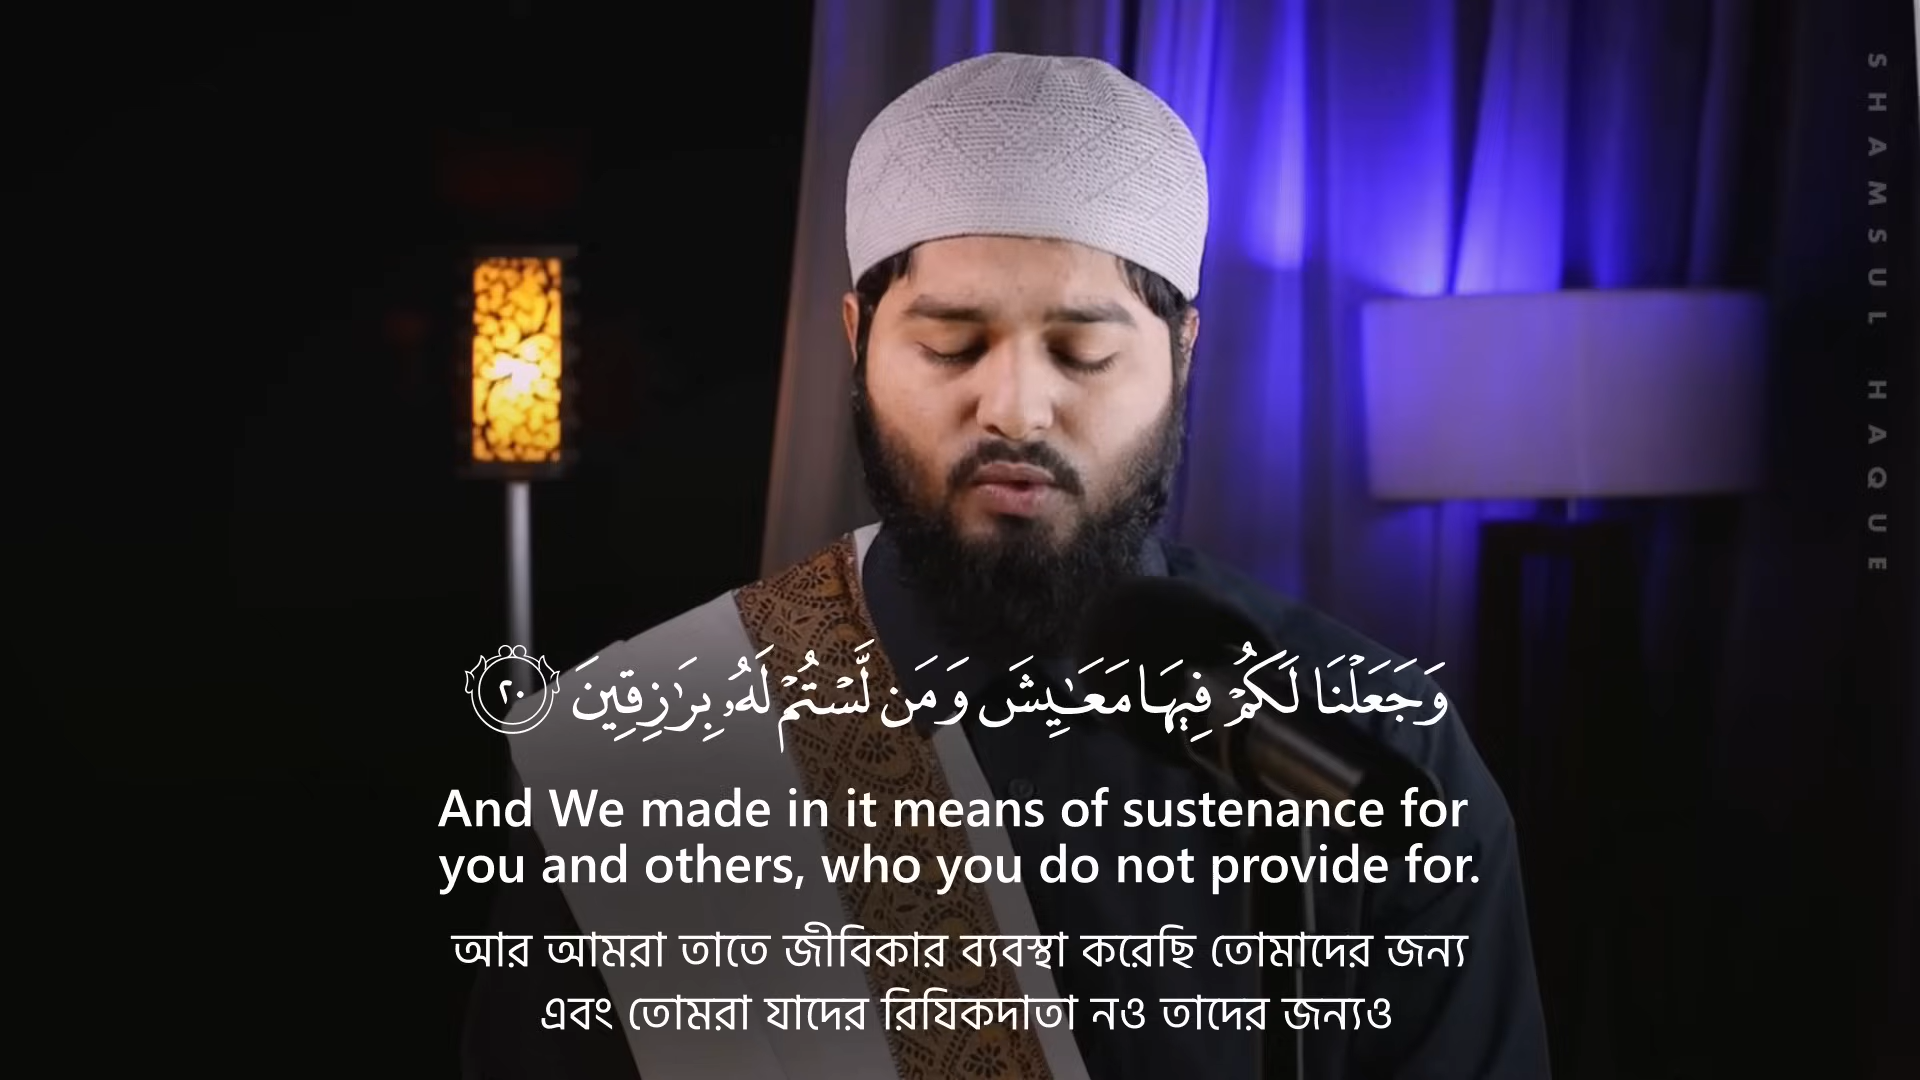 وَجَعَلْنَا لَكُمْ فِيهَا مَعَـٰيِشَ وَمَن لَّسْتُمْ لَهُۥ بِرَٰزِقِينَ ٢٠
And We made in it means of sustenance for
you and others, who you do not provide for.
আর আমরা তাতে জীবিকার ব্যবস্থা করেছি তোমাদের জন্য
এবং তোমরা যাদের রিযিকদাতা নও তাদের জন্যও
SHAMSUL HAQUE